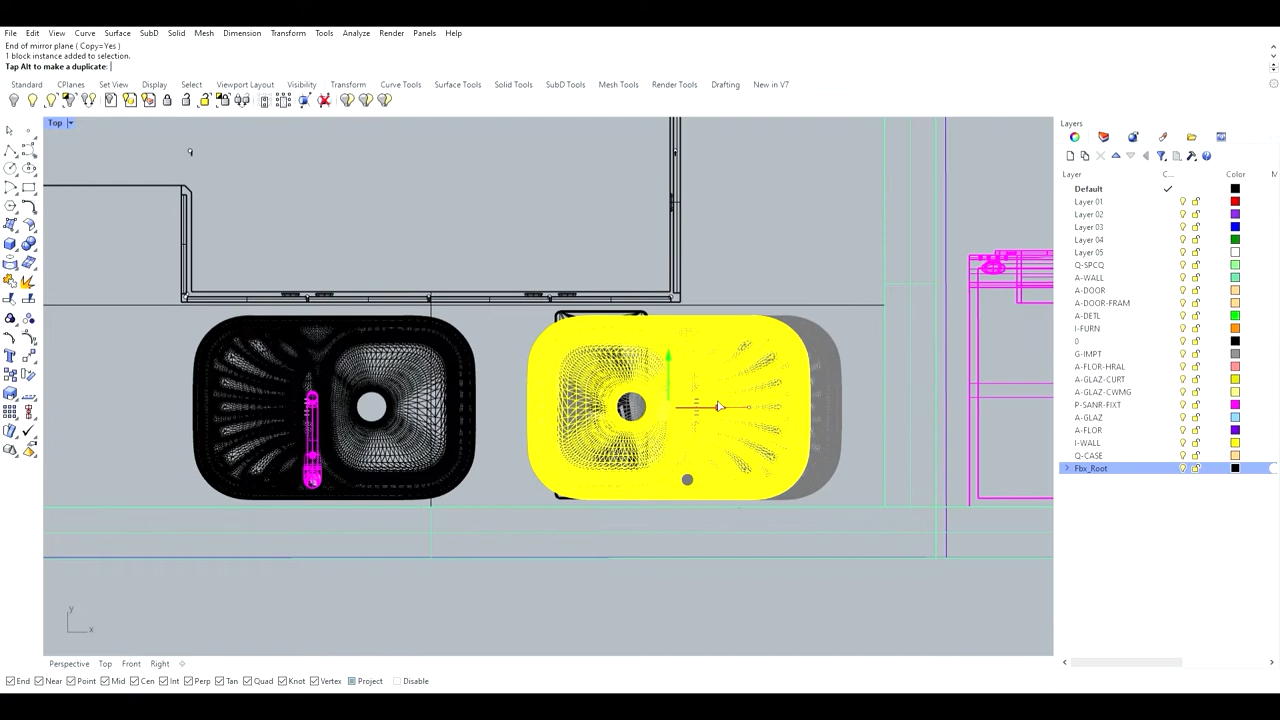 File Edit View Curve Surface SubD Solid Mesh Dimension Transform Tools Analyze Render Panels Help
End of mirror plane ( Copy=Yes )
1 block instance added to selection.
Tap Alt to make a duplicate:
Standard CPlanes Set View Display Select Viewport Layout Visibility Transform Curve Tools Surface Tools Solid Tools SubD Tools Mesh Tools Render Tools Drafting New in V7
Top
Layers
Layer C... Color M
Default
Layer 01
Layer 02
Layer 03
Layer 04
Layer 05
Q-SPCQ
A-WALL
A-DOOR
A-DOOR-FRAM
A-DETL
I-FURN
0
G-IMPT
A-FLOR-HRAL
A-GLAZ-CURT
A-GLAZ-CWMG
P-SANR-FIXT
A-GLAZ
A-FLOR
I-WALL
Q-CASE
Fbx_Root
y
x
Perspective Top Front Right
End Near Point Mid Cen Int Perp Tan Quad Knot Vertex Project Disable